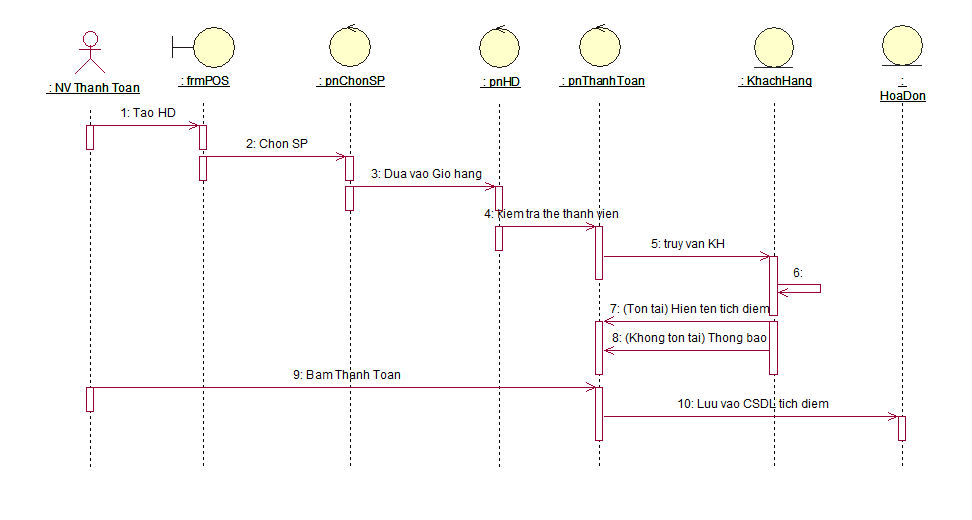 : NV Thanh Toan
: frmPOS
: pnChonSP
: pnHD
: pnThanhToan
: KhachHang
:
HoaDon
1: Tao HD
2: Chon SP
3: Dua vao Gio hang
4: kiem tra the thanh vien
5: truy van KH
6:
7: (Ton tai) Hien ten tich diem
8: (Khong ton tai) Thong bao
9: Bam Thanh Toan
10: Luu vao CSDL tich diem